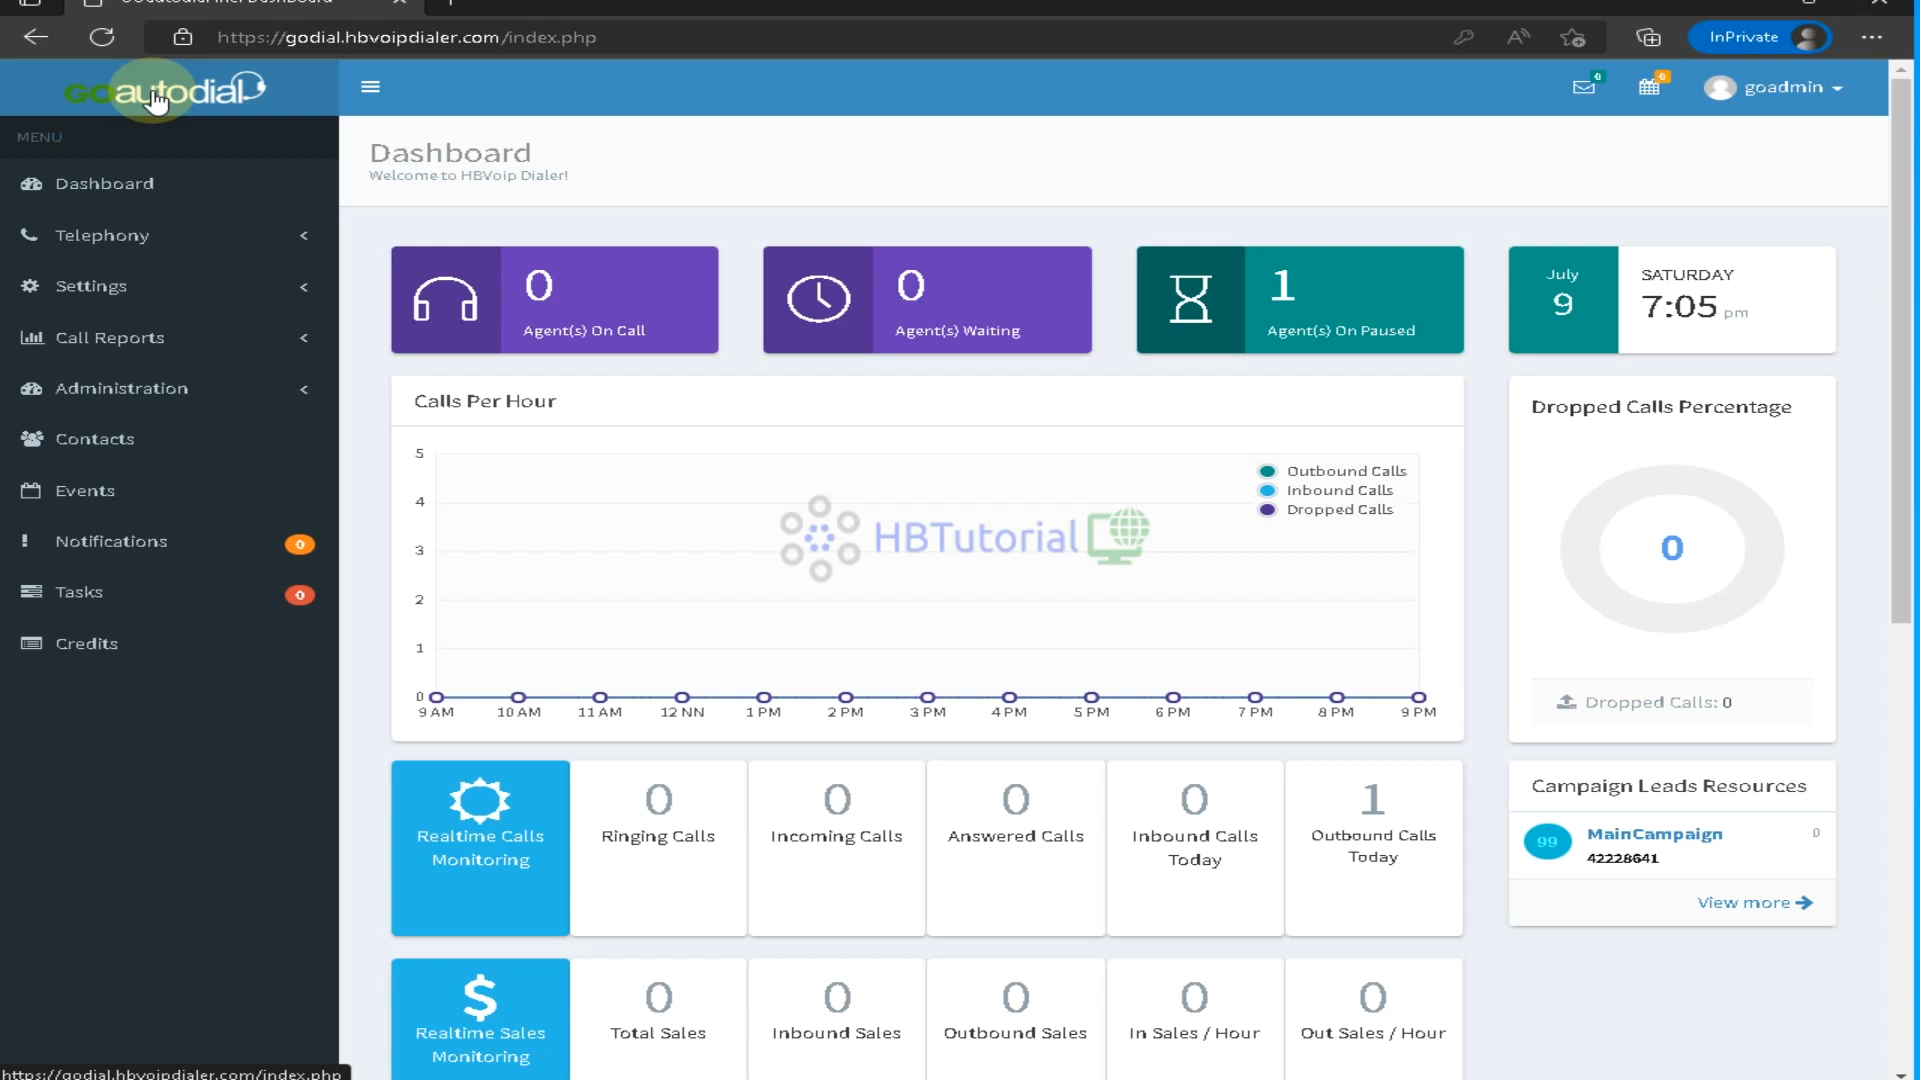 https://godial.hbvoipdialer.com/index.php
InPrivate
GOautodial
0
0
goadmin
MENU
Dashboard
Telephony
Settings
Call Reports
Administration
Contacts
Events
Notifications
0
Tasks
0
Credits
Dashboard
Welcome to HBVoip Dialer!
0
Agent(s) On Call
0
Agent(s) Waiting
1
Agent(s) On Paused
July
9
SATURDAY
7:05 pm
Calls Per Hour
5
4
3
2
1
0
Outbound Calls
Inbound Calls
Dropped Calls
HBTutorial
9 AM 10 AM 11 AM 12 NN 1 PM 2 PM 3 PM 4 PM 5 PM 6 PM 7 PM 8 PM 9 PM
Dropped Calls Percentage
0
Dropped Calls: 0
Realtime Calls
Monitoring
0
Ringing Calls
0
Incoming Calls
0
Answered Calls
0
Inbound Calls
Today
1
Outbound Calls
Today
Campaign Leads Resources
99
MainCampaign
0
42228641
View more
Realtime Sales
Monitoring
0
Total Sales
0
Inbound Sales
0
Outbound Sales
0
In Sales / Hour
0
Out Sales / Hour
https://godial.hbvoipdialer.com/index.php